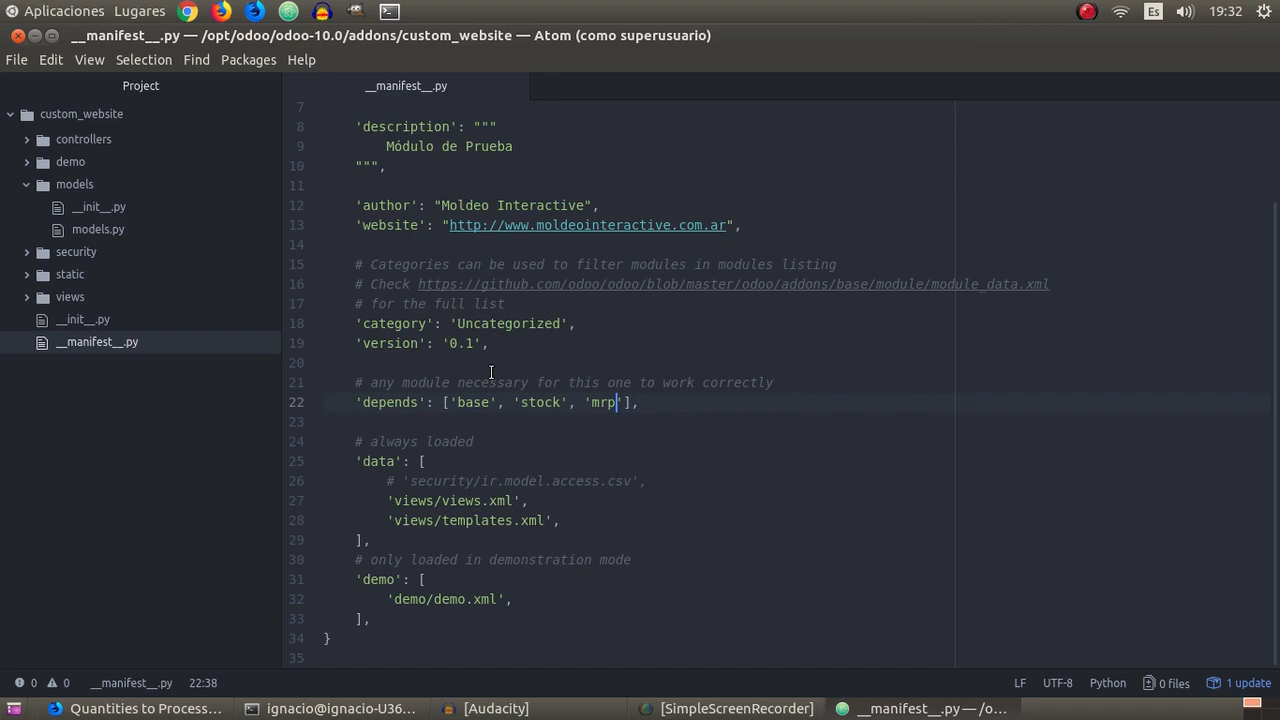 Aplicaciones Lugares Es 19:32
__manifest__.py — /opt/odoo/odoo-10.0/addons/custom_website — Atom (como superusuario)
File Edit View Selection Find Packages Help
Project
custom_website
controllers
demo
models
__init__.py
models.py
security
static
views
__init__.py
__manifest__.py
__manifest__.py
7
8 'description': """
9 Módulo de Prueba
10 """,
11
12 'author': "Moldeo Interactive",
13 'website': "http://www.moldeointeractive.com.ar",
14
15 # Categories can be used to filter modules in modules listing
16 # Check https://github.com/odoo/odoo/blob/master/odoo/addons/base/module/module_data.xml
17 # for the full list
18 'category': 'Uncategorized',
19 'version': '0.1',
20
21 # any module necessary for this one to work correctly
22 'depends': ['base', 'stock', 'mrp'],
23
24 # always loaded
25 'data': [
26 # 'security/ir.model.access.csv',
27 'views/views.xml',
28 'views/templates.xml',
29 ],
30 # only loaded in demonstration mode
31 'demo': [
32 'demo/demo.xml',
33 ],
34 }
35
0 0 __manifest__.py 22:38 LF UTF-8 Python 0 files 1 update
Quantities to Process... ignacio@ignacio-U36... [Audacity] [SimpleScreenRecorder] __manifest__.py — /o...